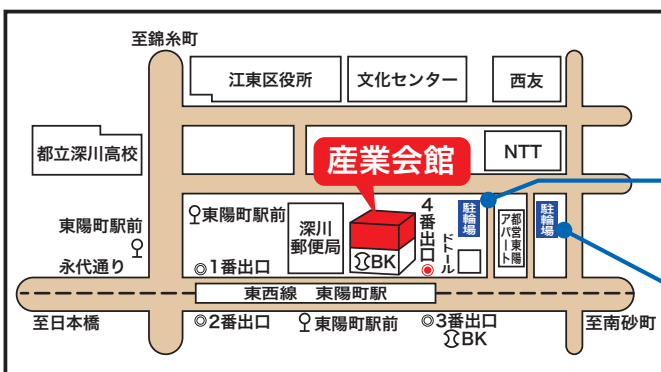 至錦糸町
江東区役所
文化センター
西友
都立深川高校
産業会館
NTT
東陽町駅前
東陽町駅前
深川
郵便局
BK
4番出口
ドトール
駐輪場
都営東陽
アパート
駐輪場
永代通り
◎1番出口
東西線 東陽町駅
至日本橋
◎2番出口
東陽町駅前
◎3番出口
BK
至南砂町